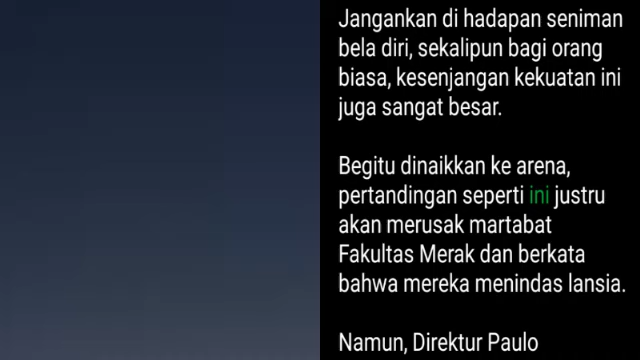 Jangankan di hadapan seniman
bela diri, sekalipun bagi orang
biasa, kesenjangan kekuatan ini
juga sangat besar.
Begitu dinaikkan ke arena,
pertandingan seperti ini justru
akan merusak martabat
Fakultas Merak dan berkata
bahwa mereka menindas lansia.
Namun, Direktur Paulo